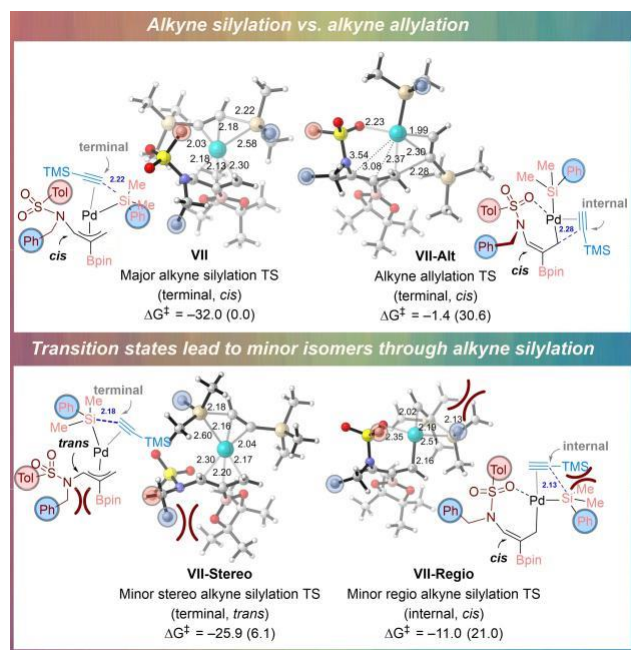 Alkyne silylation vs. alkyne allylation
terminal
TMS
2.22
Me
Si
Me
Ph
Tol
O
S
O
N
Pd
Ph
cis
Bpin
2.22
2.18
2.03
2.58
2.18
2.13
2.30
VII
Major alkyne silylation TS
(terminal, cis)
ΔG‡ = –32.0 (0.0)
2.23
1.99
2.30
3.54
3.08
2.37
2.28
VII-Alt
Alkyne allylation TS
(terminal, cis)
ΔG‡ = –1.4 (30.6)
Ph
Me
Si
Me
internal
O
S
O
Tol
N
Pd
2.28
TMS
Ph
cis
Bpin
Transition states lead to minor isomers through alkyne silylation
terminal
Ph
Me
Si
Me
2.18
TMS
trans
Pd
Tol
O
S
O
N
Ph
Bpin
2.18
2.16
2.60
2.04
2.30
2.17
2.20
VII-Stereo
Minor stereo alkyne silylation TS
(terminal, trans)
ΔG‡ = –25.9 (6.1)
2.02
2.13
2.19
2.35
2.51
2.16
VII-Regio
Minor regio alkyne silylation TS
(internal, cis)
ΔG‡ = –11.0 (21.0)
internal
TMS
2.13
Me
Si
Me
Ph
Tol
O
S
O
N
Pd
Ph
cis
Bpin